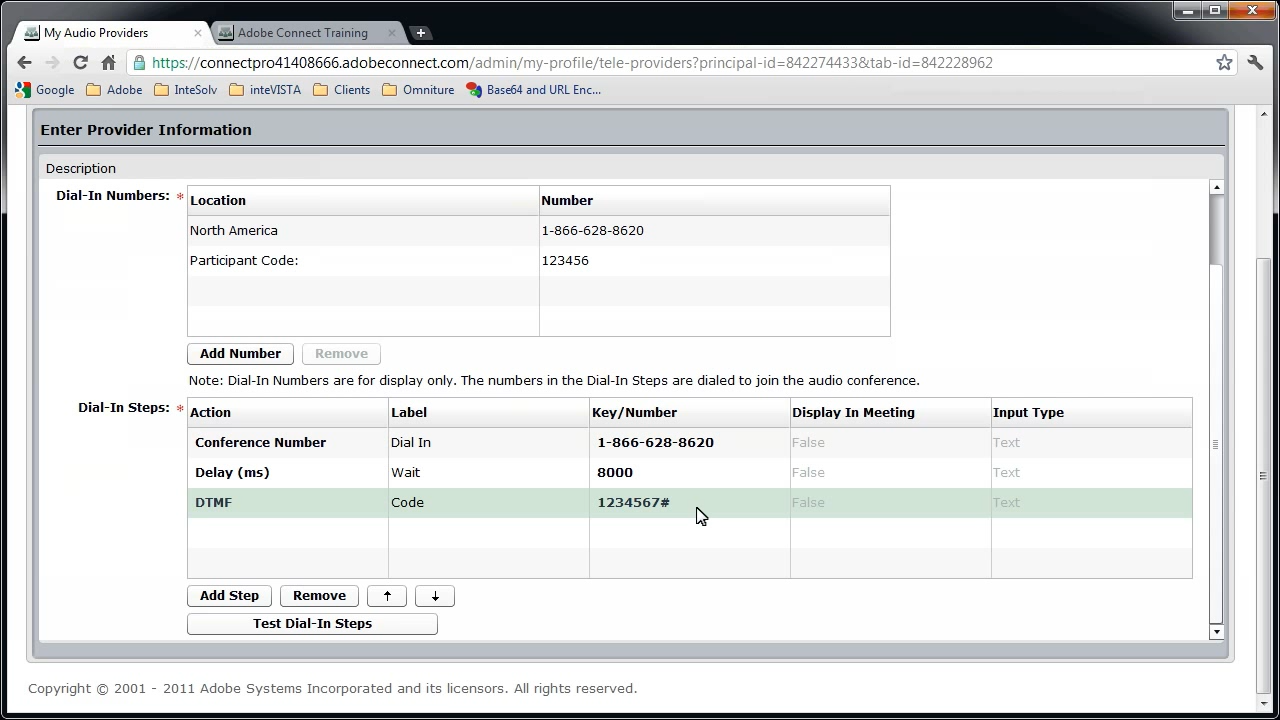 My Audio Providers
Adobe Connect Training
https://connectpro41408666.adobeconnect.com/admin/my-profile/tele-providers?principal-id=842274433&tab-id=842228962
Google Adobe InteSolv inteVISTA Clients Omniture Base64 and URL Enc...
Enter Provider Information
Description
Dial-In Numbers: * Location Number
North America 1-866-628-8620
Participant Code: 123456
Add Number Remove
Note: Dial-In Numbers are for display only. The numbers in the Dial-In Steps are dialed to join the audio conference.
Dial-In Steps: * Action Label Key/Number Display In Meeting Input Type
Conference Number Dial In 1-866-628-8620 False Text
Delay (ms) Wait 8000 False Text
DTMF Code 1234567# False Text
Add Step Remove ↑ ↓
Test Dial-In Steps
Copyright © 2001 - 2011 Adobe Systems Incorporated and its licensors. All rights reserved.